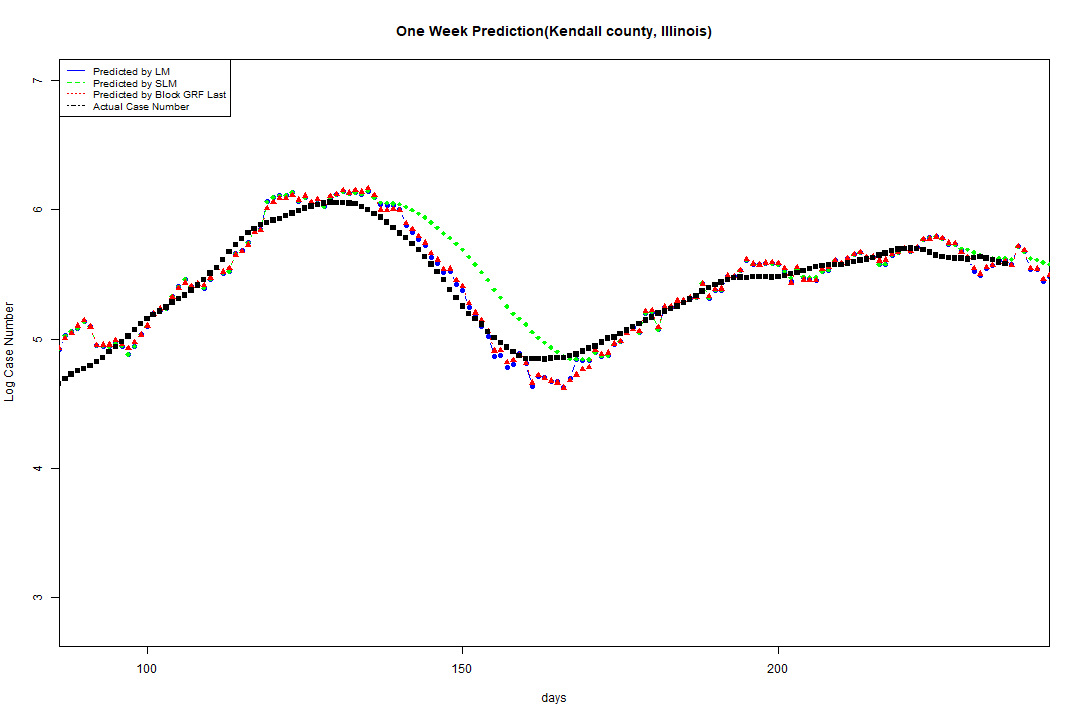 One Week Prediction(Kendall county, Illinois)
Predicted by LM
Predicted by SLM
Predicted by Block GRF Last
Actual Case Number
7
6
5
4
3
Log Case Number
100 150 200
days